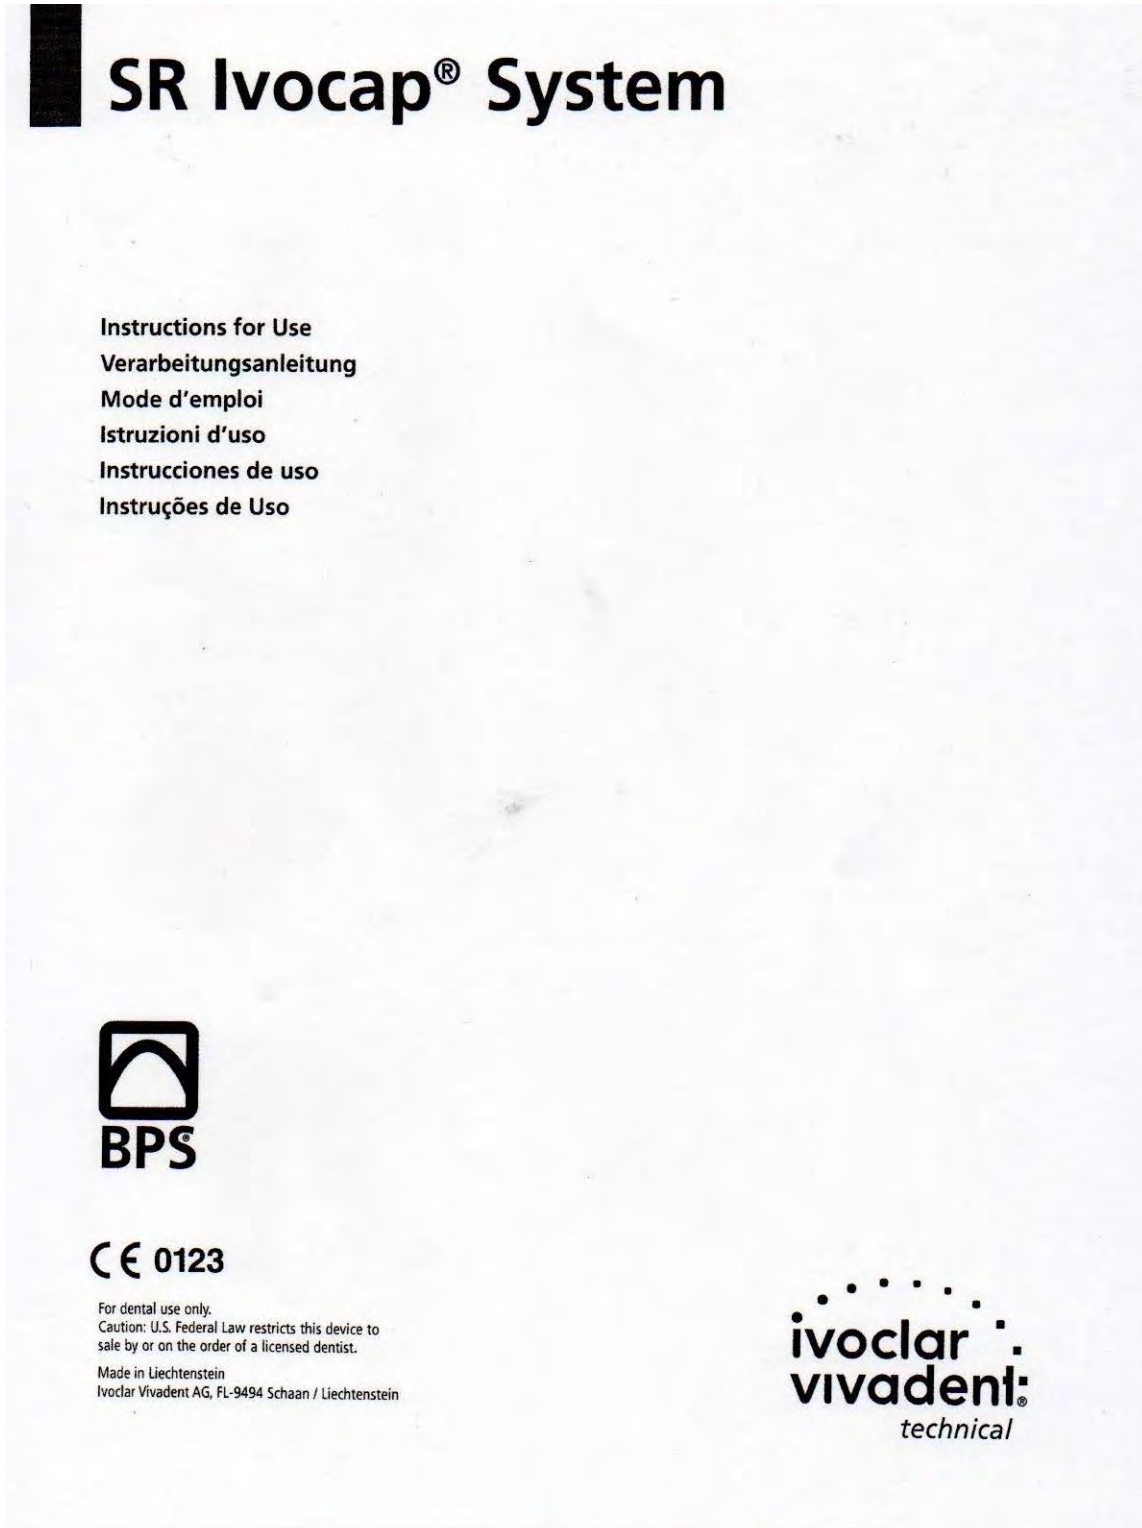 SR Ivocap® System
Instructions for Use
Verarbeitungsanleitung
Mode d'emploi
Istruzioni d'uso
Instrucciones de uso
Instruções de Uso
BPS®
CE 0123
For dental use only.
Caution: U.S. Federal Law restricts this device to
sale by or on the order of a licensed dentist.
Made in Liechtenstein
Ivoclar Vivadent AG, FL-9494 Schaan / Liechtenstein
ivoclar
vivadent®
technical